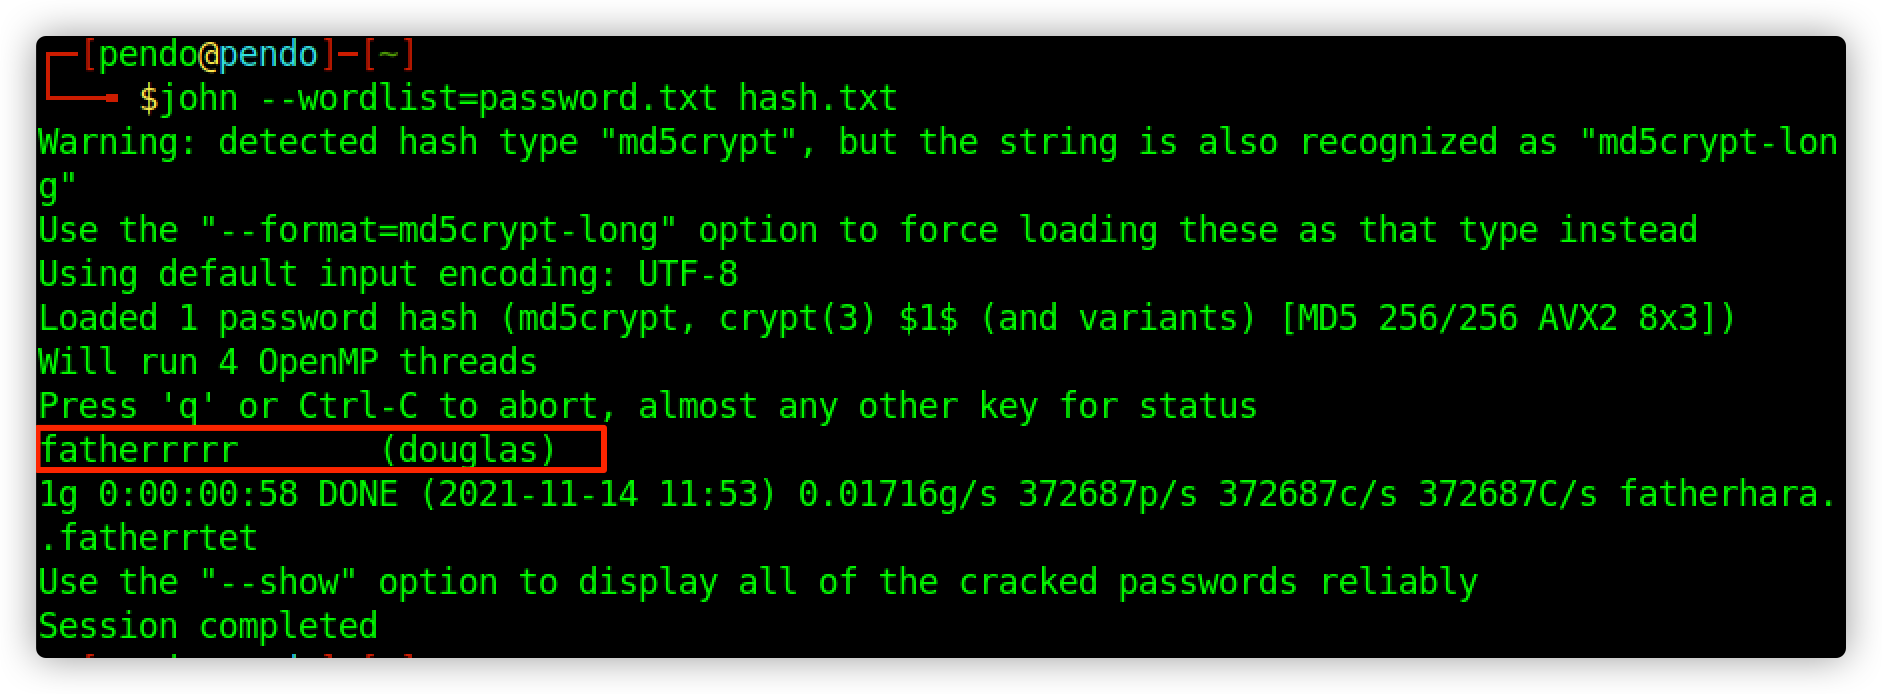 [pendo@pendo]-[~]
$john --wordlist=password.txt hash.txt
Warning: detected hash type "md5crypt", but the string is also recognized as "md5crypt-lon
g"
Use the "--format=md5crypt-long" option to force loading these as that type instead
Using default input encoding: UTF-8
Loaded 1 password hash (md5crypt, crypt(3) $1$ (and variants) [MD5 256/256 AVX2 8x3])
Will run 4 OpenMP threads
Press 'q' or Ctrl-C to abort, almost any other key for status
fatherrrrr       (douglas)
1g 0:00:00:58 DONE (2021-11-14 11:53) 0.01716g/s 372687p/s 372687c/s 372687C/s fatherhara.
.fatherrtet
Use the "--show" option to display all of the cracked passwords reliably
Session completed